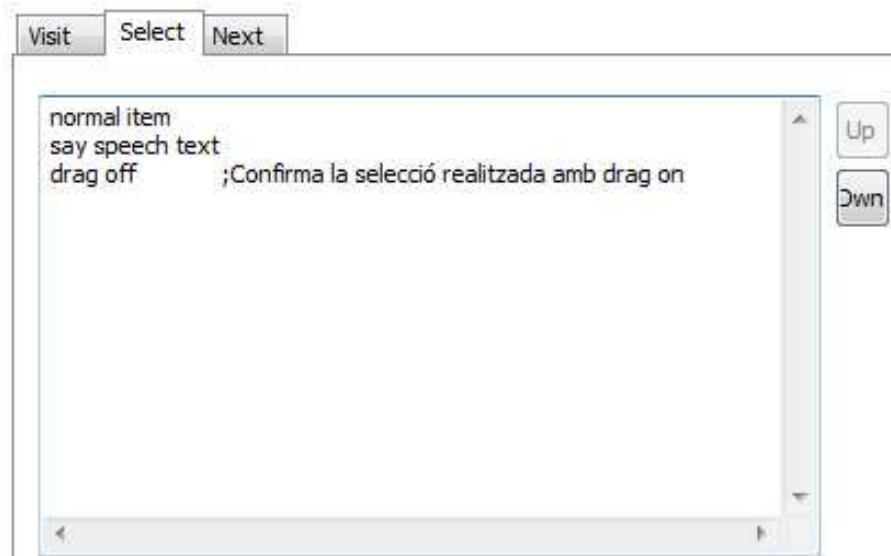 Visit Select Next
normal item
say speech text
drag off ;Confirma la selecció realitzada amb drag on
Up
Dwn